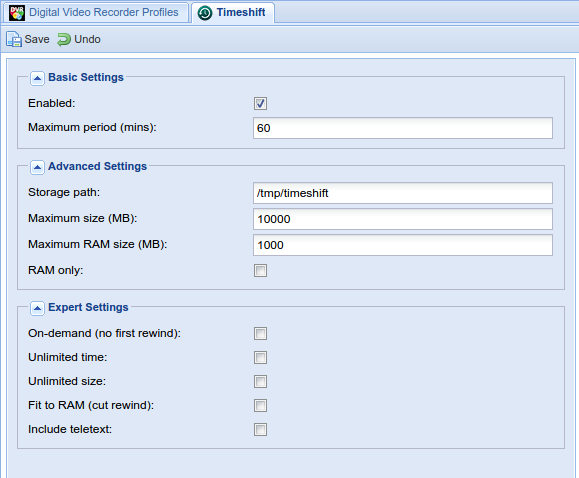 DVR Digital Video Recorder Profiles Timeshift
Save Undo
Basic Settings
Enabled:
Maximum period (mins): 60
Advanced Settings
Storage path: /tmp/timeshift
Maximum size (MB): 10000
Maximum RAM size (MB): 1000
RAM only:
Expert Settings
On-demand (no first rewind):
Unlimited time:
Unlimited size:
Fit to RAM (cut rewind):
Include teletext: